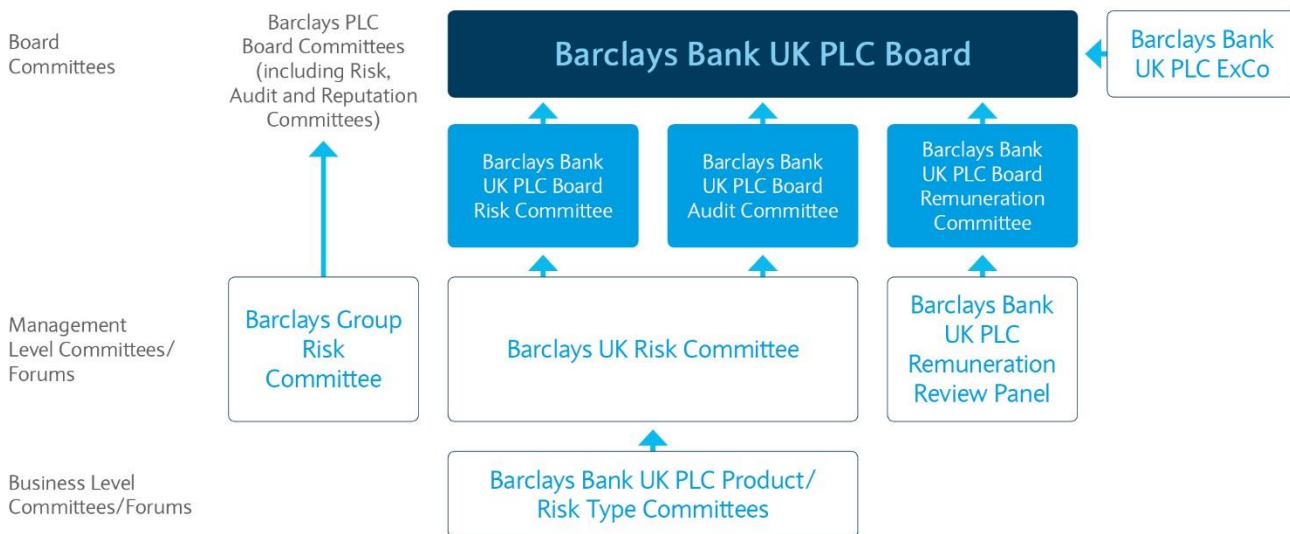 Board
Committees
Barclays PLC
Board Committees
(including Risk,
Audit and Reputation
Committees)
Barclays Bank UK PLC Board
Barclays Bank
UK PLC ExCo
Barclays Bank
UK PLC Board
Risk Committee
Barclays Bank
UK PLC Board
Audit Committee
Barclays Bank
UK PLC Board
Remuneration
Committee
Management
Level Committees/
Forums
Barclays Group
Risk
Committee
Barclays UK Risk Committee
Barclays Bank
UK PLC
Remuneration
Review Panel
Business Level
Committees/Forums
Barclays Bank UK PLC Product/
Risk Type Committees